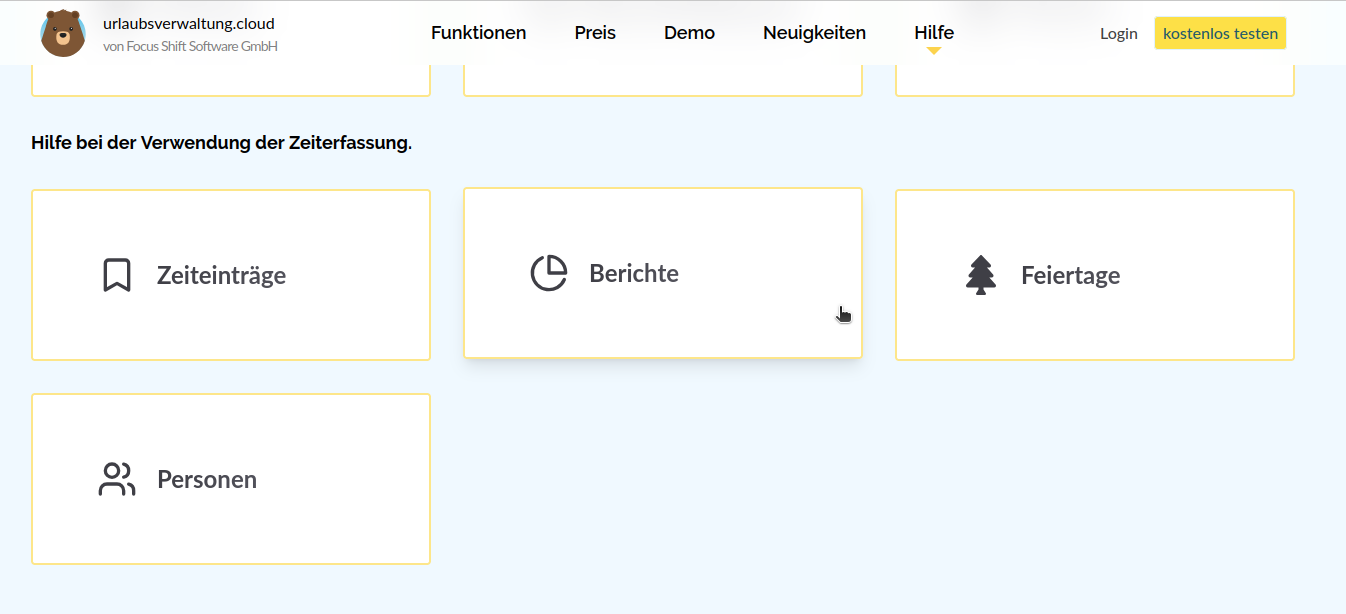 urlaubsverwaltung.cloud
von Focus Shift Software GmbH
Funktionen
Preis
Demo
Neuigkeiten
Hilfe
Login
kostenlos testen
Hilfe bei der Verwendung der Zeiterfassung.
Zeiteinträge
Berichte
Feiertage
Personen